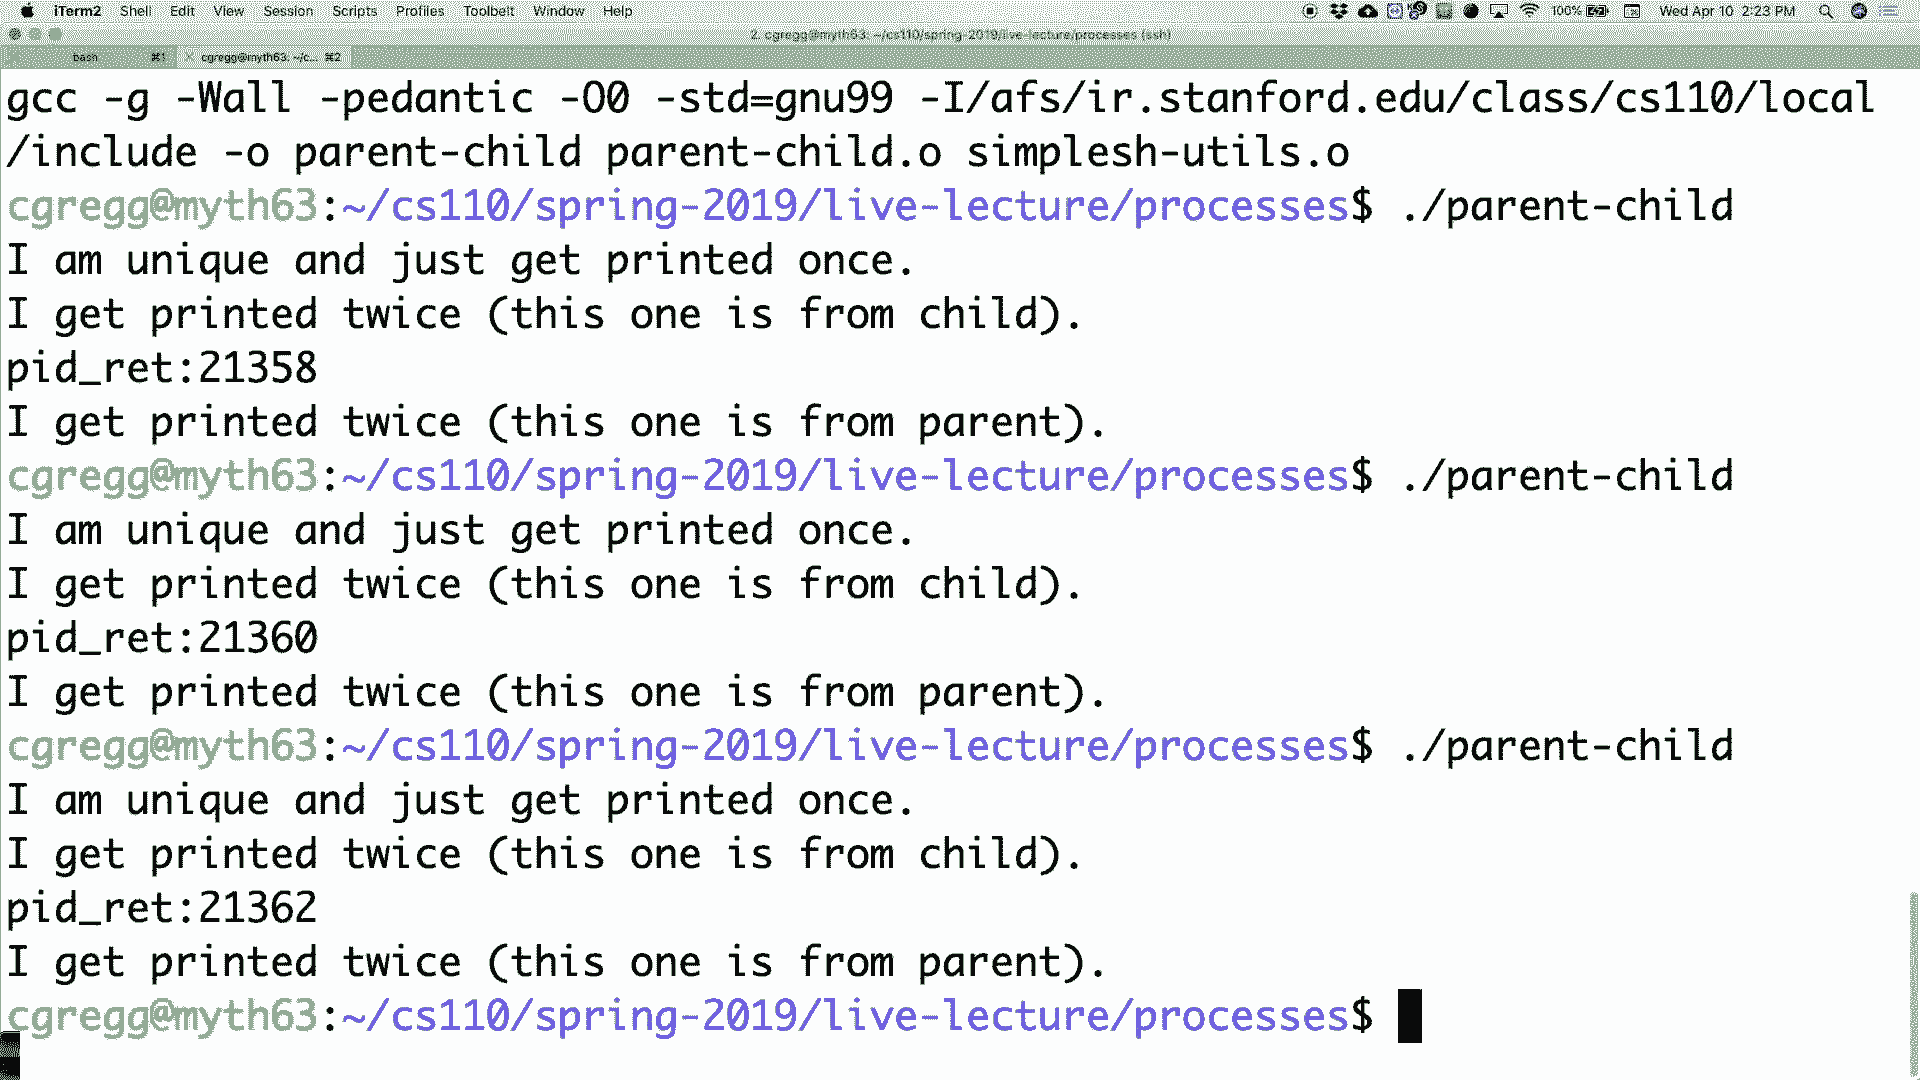 iTerm2 Shell Edit View Session Scripts Profiles Toolbelt Window Help 100% Wed Apr 10 2:23 PM
2. cgregg@myth63: ~/cs110/spring-2019/live-lecture/processes (ssh)
bash ⌘1 cgregg@myth63: ~/c... ⌘2
gcc -g -Wall -pedantic -O0 -std=gnu99 -I/afs/ir.stanford.edu/class/cs110/local
/include -o parent-child parent-child.o simplesh-utils.o
cgregg@myth63:~/cs110/spring-2019/live-lecture/processes$ ./parent-child
I am unique and just get printed once.
I get printed twice (this one is from child).
pid_ret:21358
I get printed twice (this one is from parent).
cgregg@myth63:~/cs110/spring-2019/live-lecture/processes$ ./parent-child
I am unique and just get printed once.
I get printed twice (this one is from child).
pid_ret:21360
I get printed twice (this one is from parent).
cgregg@myth63:~/cs110/spring-2019/live-lecture/processes$ ./parent-child
I am unique and just get printed once.
I get printed twice (this one is from child).
pid_ret:21362
I get printed twice (this one is from parent).
cgregg@myth63:~/cs110/spring-2019/live-lecture/processes$